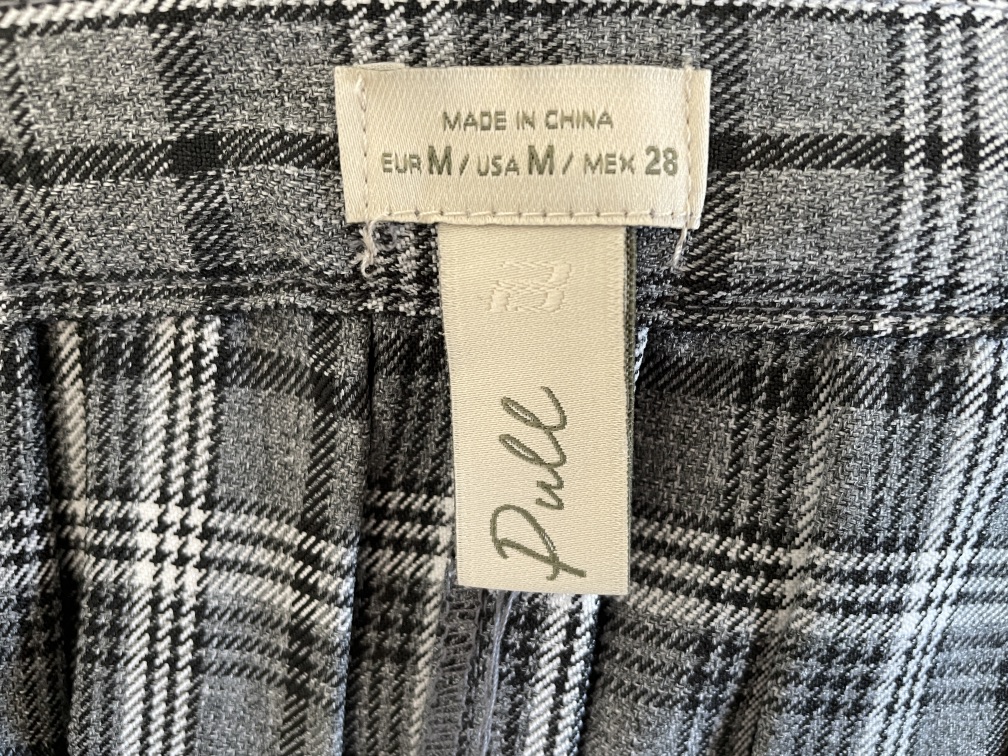 MADE IN CHINA
EUR M / USA M / MEX 28
Pull